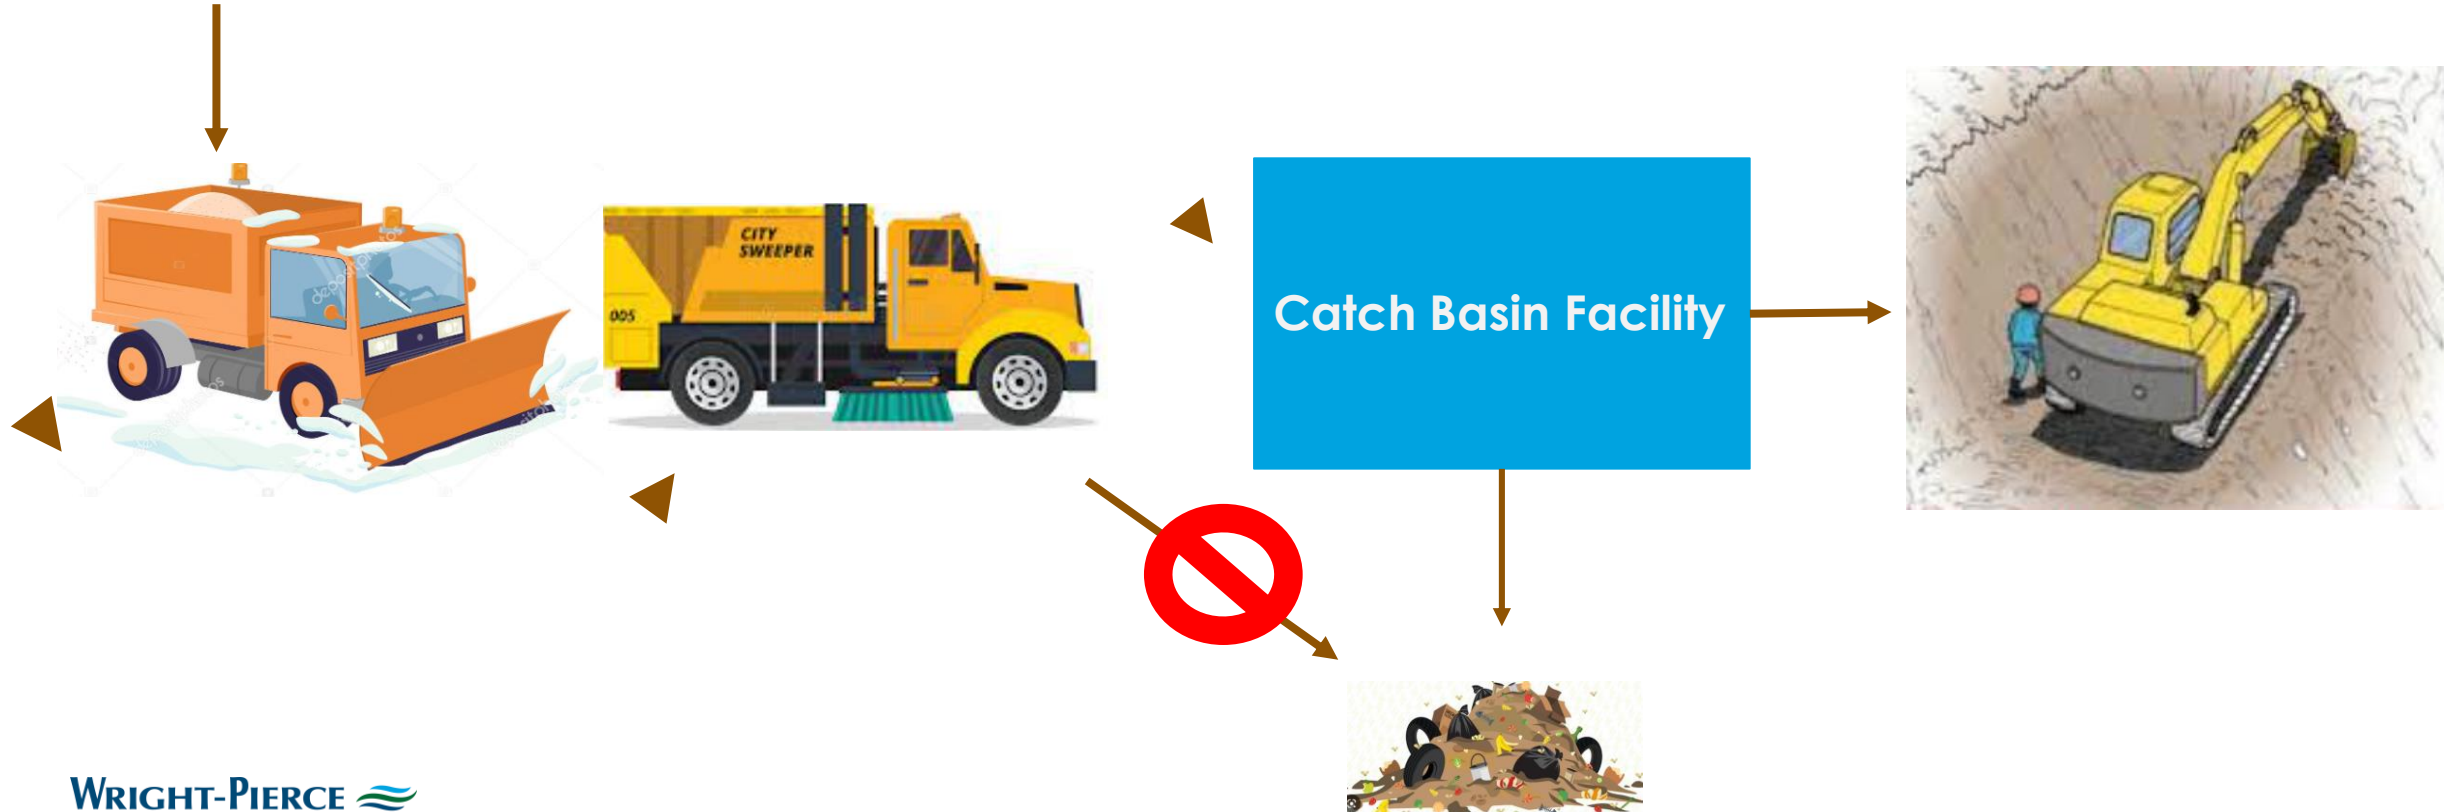 CITY
SWEEPER
005
Catch Basin Facility
WRIGHT-PIERCE